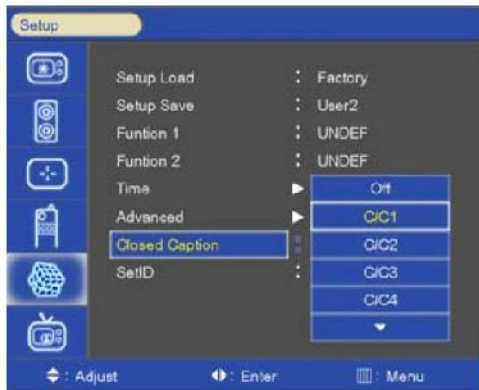 Setup
Setup Load : Factory
Setup Save : User2
Funtion 1 : UNDEF
Funtion 2 : UNDEF
Time
Off
Advanced
C/C1
Closed Caption :
C/C2
SetID :
C/C3
C/C4
: Adjust : Enter : Menu